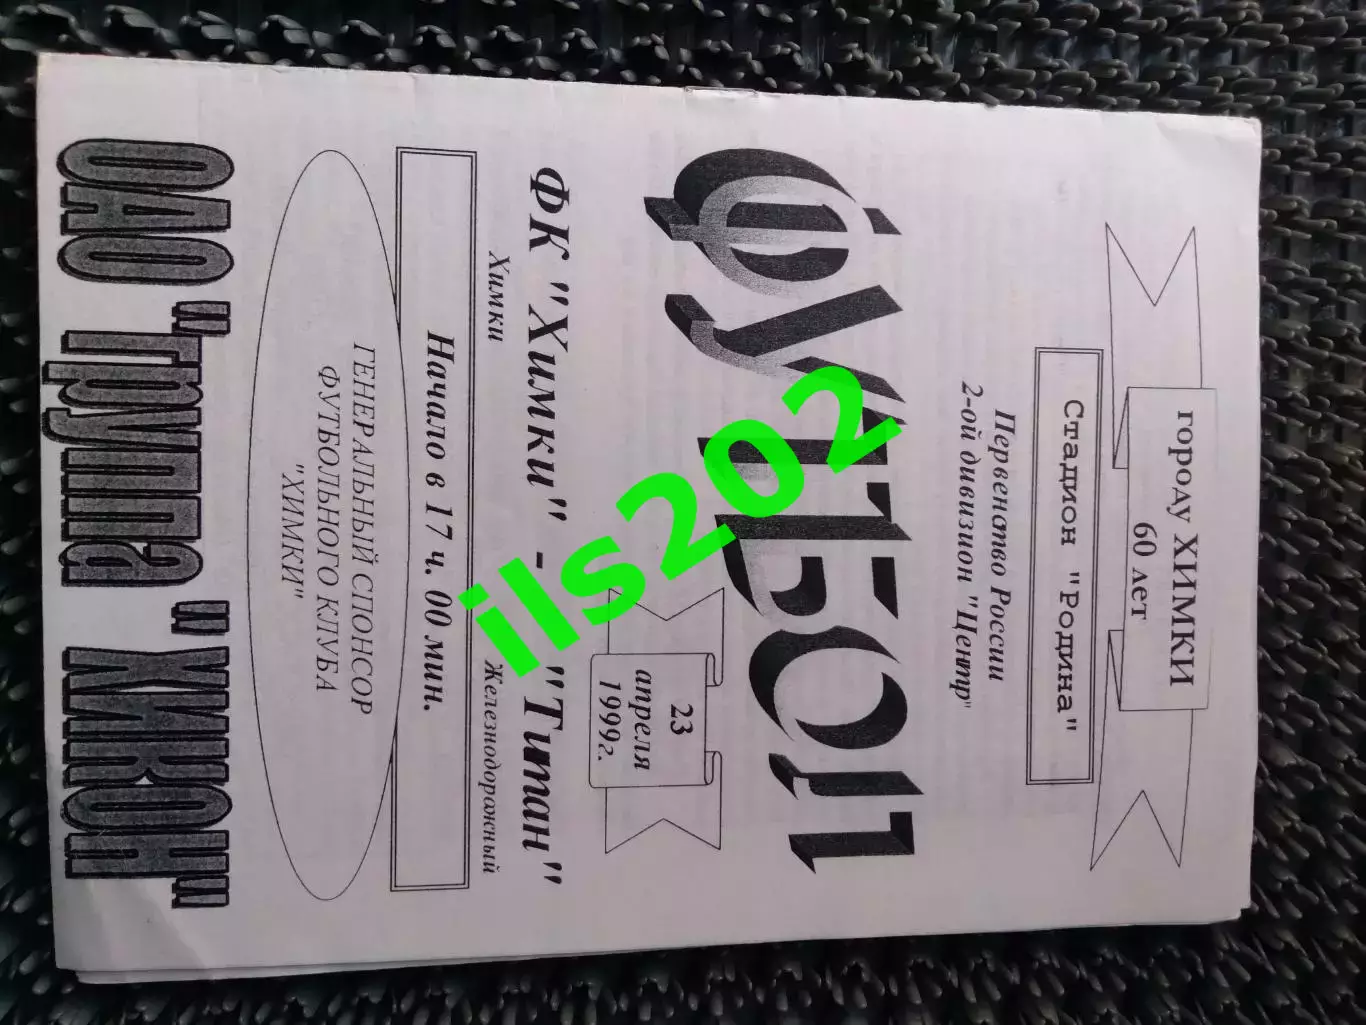 городу ХИМКИ
60 лет
Стадион "Родина"
Первенство России
2-ой дивизион "Центр"
ФУТБОЛ
23
апреля
1999г.
ФК "Химки" - "Титан"
Химки Железнодорожный
Начало в 17 ч. 00 мин.
ГЕНЕРАЛЬНЫЙ СПОНСОР
ФУТБОЛЬНОГО КЛУБА
"ХИМКИ"
ОАО "группа "ХИКОН"
ils202